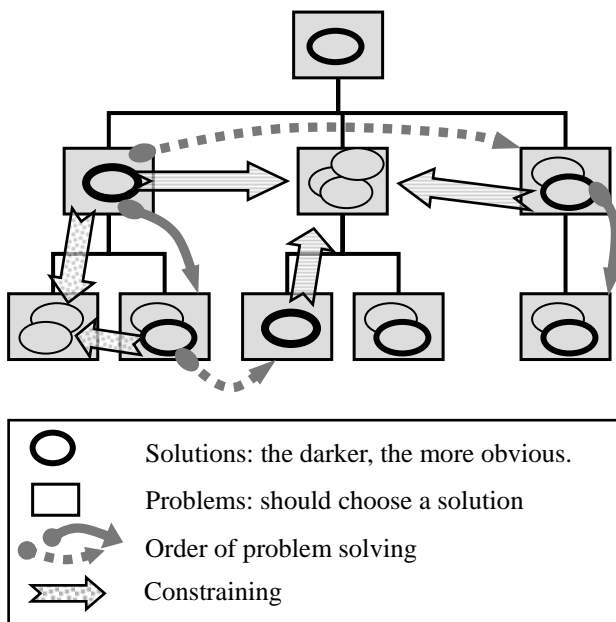 Solutions: the darker, the more obvious.
Problems: should choose a solution
Order of problem solving
Constraining